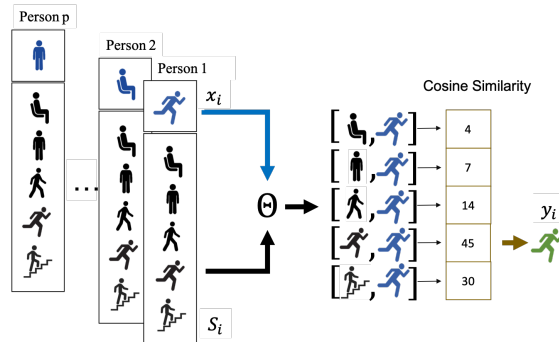 Person p
Person 2
Person 1
x_i
...
Θ
S_i
Cosine Similarity
[ , ] 4
[ , ] 7
[ , ] 14
[ , ] 45
[ , ] 30
y_i